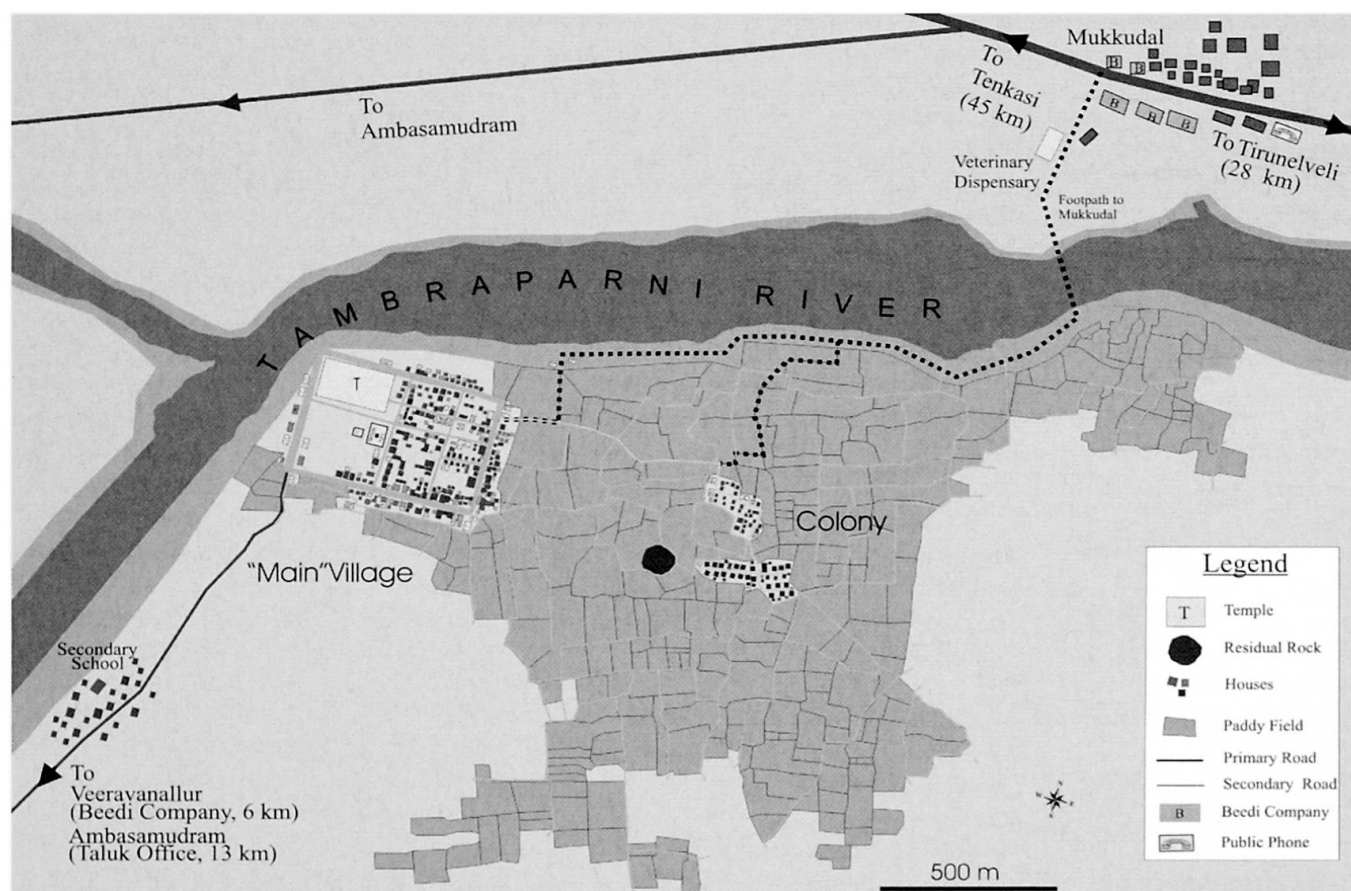 Mukkudal
B
B
To
Tenkasi
(45 km)
B
B
B
To Tirunelveli
(28 km)
To
Ambasamudram
Veterinary
Dispensary
Footpath to
Mukkudal
TAMBRAPARNI RIVER
T
Colony
"Main"Village
Secondary
School
To
Veeravanallur
(Beedi Company, 6 km)
Ambasamudram
(Taluk Office, 13 km)
Legend
T Temple
Residual Rock
Houses
Paddy Field
Primary Road
Secondary Road
B Beedi Company
Public Phone
500 m